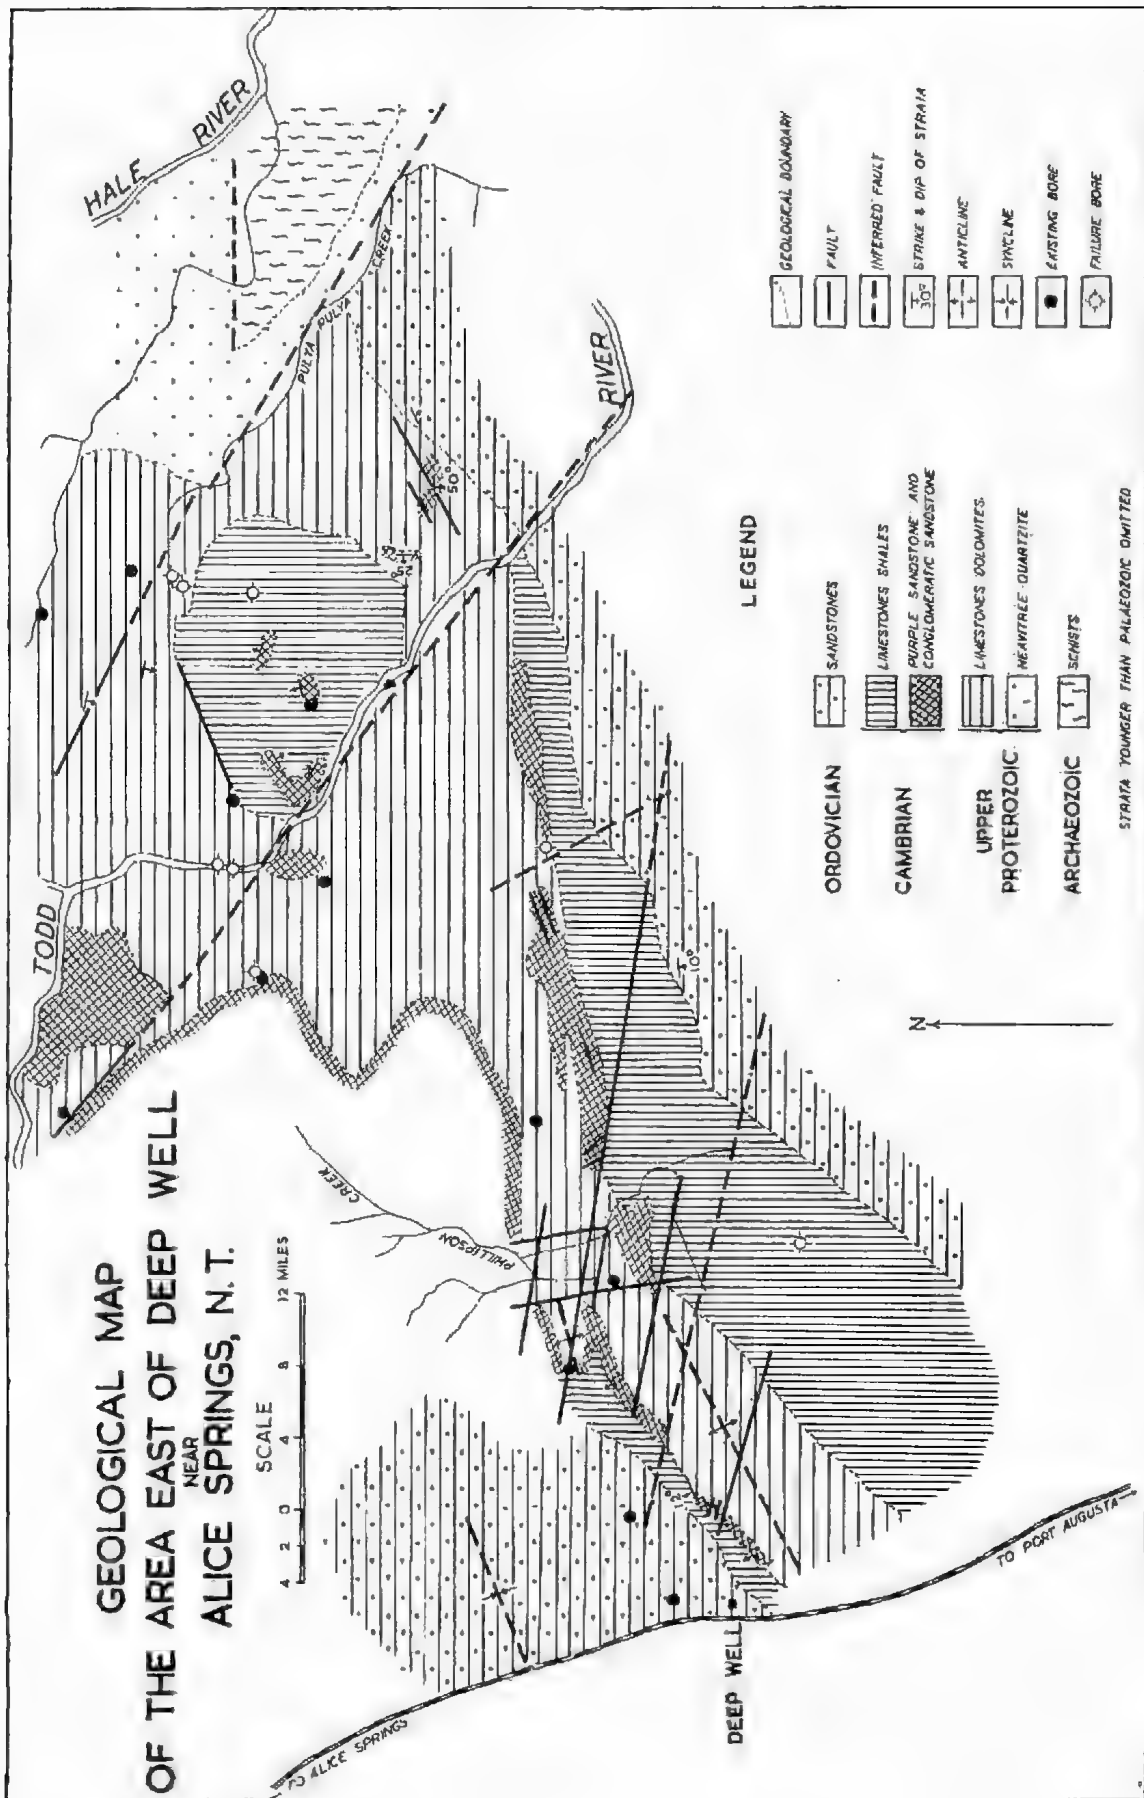 GEOLOGICAL MAP
OF THE AREA EAST OF DEEP WELL
NEAR
ALICE SPRINGS, N.T.
SCALE
4 2 0 4 8 12 MILES
HALE RIVER
TODD
RIVER
PULYA PULYA CREEK
PHILLIPSON CREEK
50°
10°
12°
DEEP WELL
TO ALICE SPRINGS
TO PORT AUGUSTA
N
LEGEND
ORDOVICIAN
SANDSTONES
CAMBRIAN
LIMESTONES SHALES
PURPLE SANDSTONE AND
CONGLOMERATIC SANDSTONE
UPPER
PROTEROZOIC
LIMESTONES DOLOMITES
HEAVITREE QUARTZITE
ARCHAEOZOIC
SCHISTS
GEOLOGICAL BOUNDARY
FAULT
INFERRED FAULT
30° STRIKE & DIP OF STRATA
ANTICLINE
SYNCLINE
EXISTING BORE
FAILURE BORE
STRATA YOUNGER THAN PALAEOZOIC OMITTED